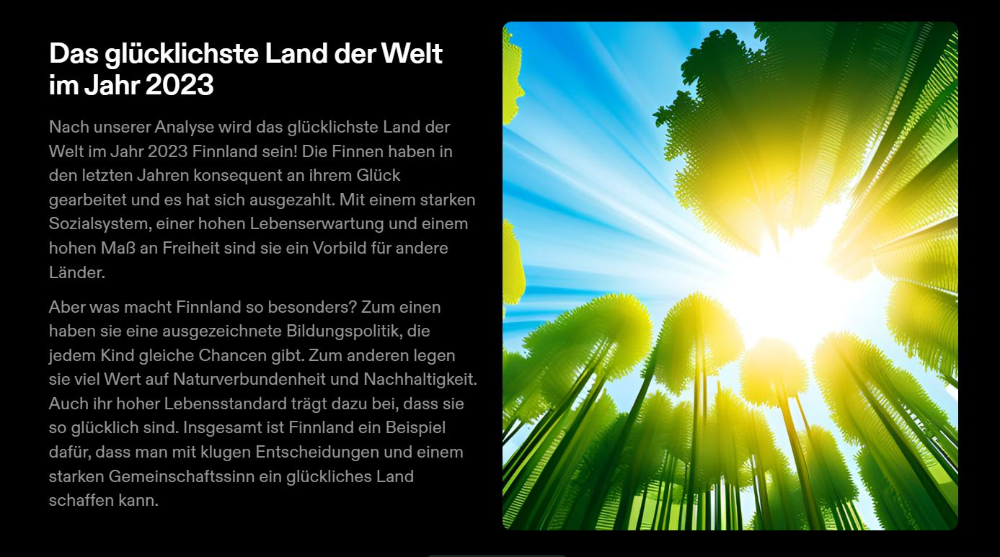 Das glücklichste Land der Welt
im Jahr 2023
Nach unserer Analyse wird das glücklichste Land der
Welt im Jahr 2023 Finnland sein! Die Finnen haben in
den letzten Jahren konsequent an ihrem Glück
gearbeitet und es hat sich ausgezahlt. Mit einem starken
Sozialsystem, einer hohen Lebenserwartung und einem
hohen Maß an Freiheit sind sie ein Vorbild für andere
Länder.
Aber was macht Finnland so besonders? Zum einen
haben sie eine ausgezeichnete Bildungspolitik, die
jedem Kind gleiche Chancen gibt. Zum anderen legen
sie viel Wert auf Naturverbundenheit und Nachhaltigkeit.
Auch ihr hoher Lebensstandard trägt dazu bei, dass sie
so glücklich sind. Insgesamt ist Finnland ein Beispiel
dafür, dass man mit klugen Entscheidungen und einem
starken Gemeinschaftssinn ein glückliches Land
schaffen kann.